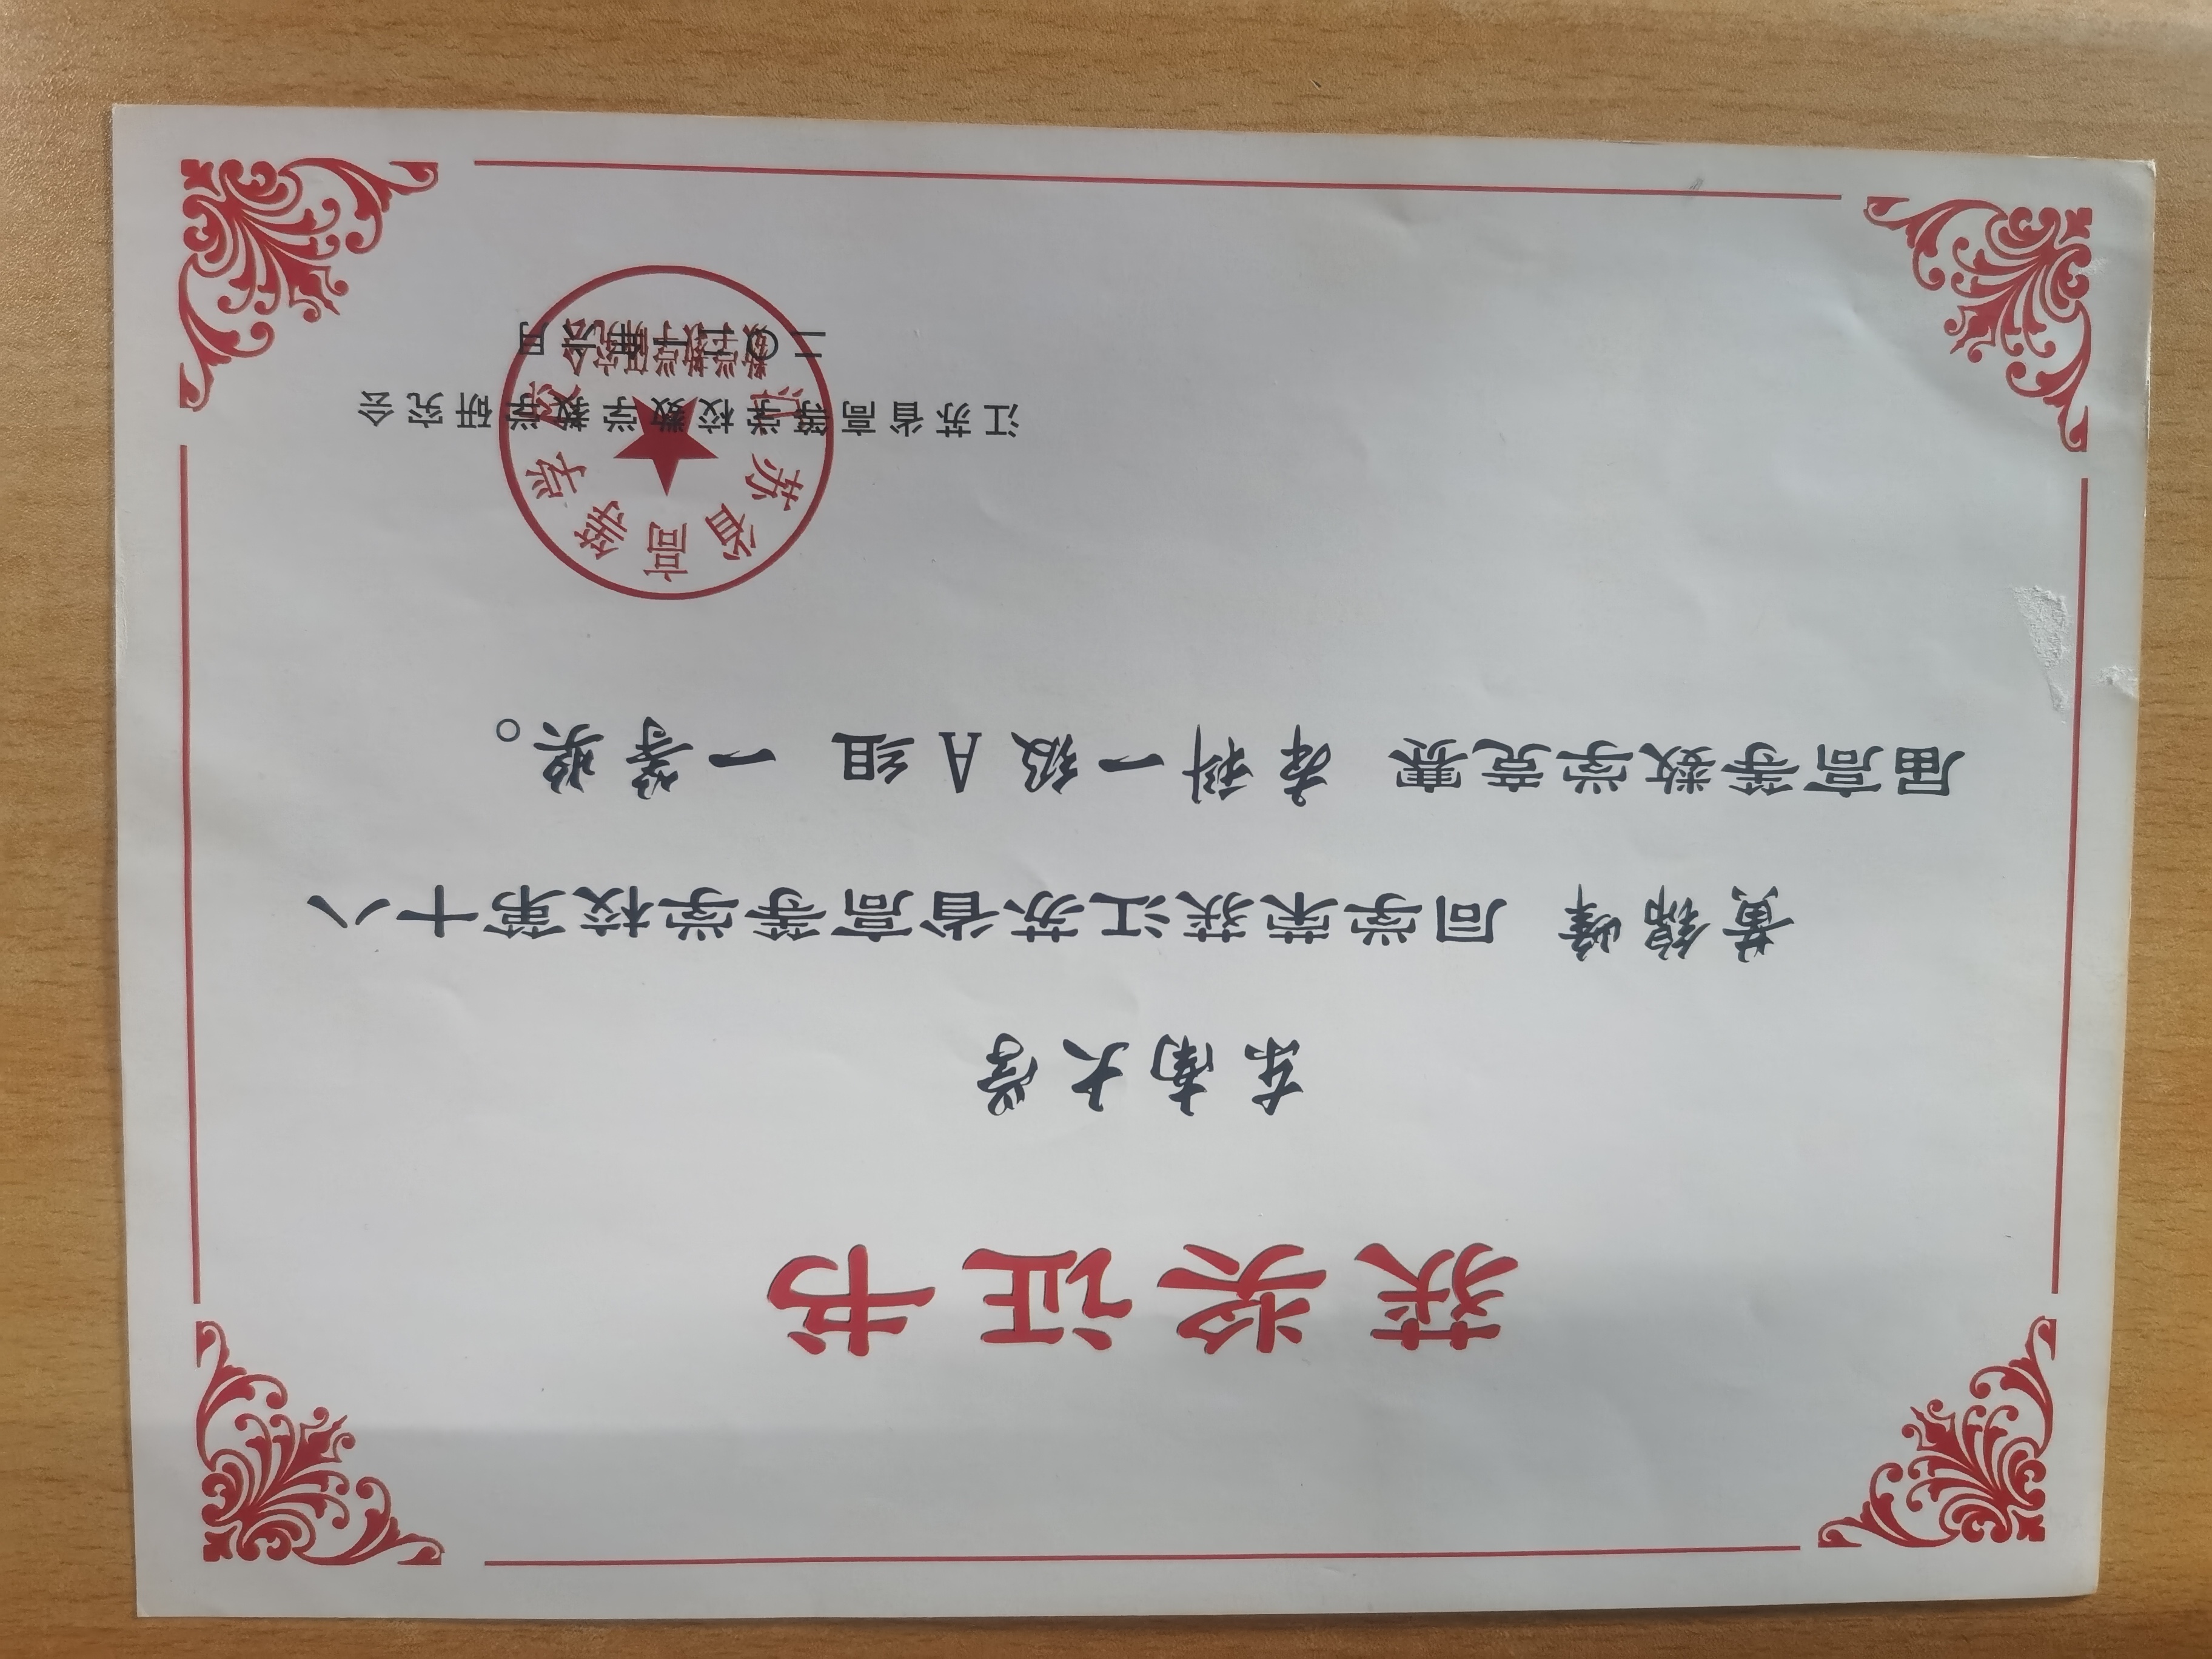 获奖证书
东南大学
黄锦峰 同学荣获江苏省高等学校第十八
届高等数学竞赛 本科一级A组 一等奖。
江苏省高等学校
江苏省高等学校数学教学研究会
数学教学研究会
二〇二一年六月